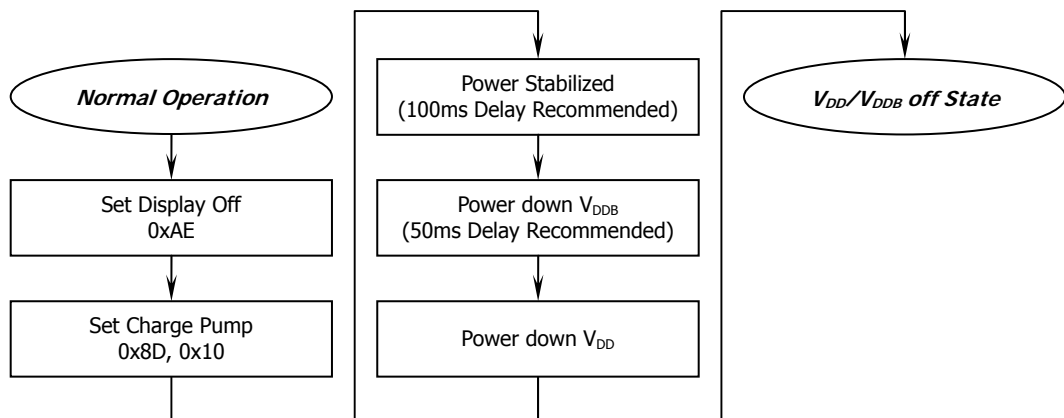 Normal Operation
Set Display Off
0xAE
Set Charge Pump
0x8D, 0x10
Power Stabilized
(100ms Delay Recommended)
Power down VDDB
(50ms Delay Recommended)
Power down VDD
VDD/VDDB off State